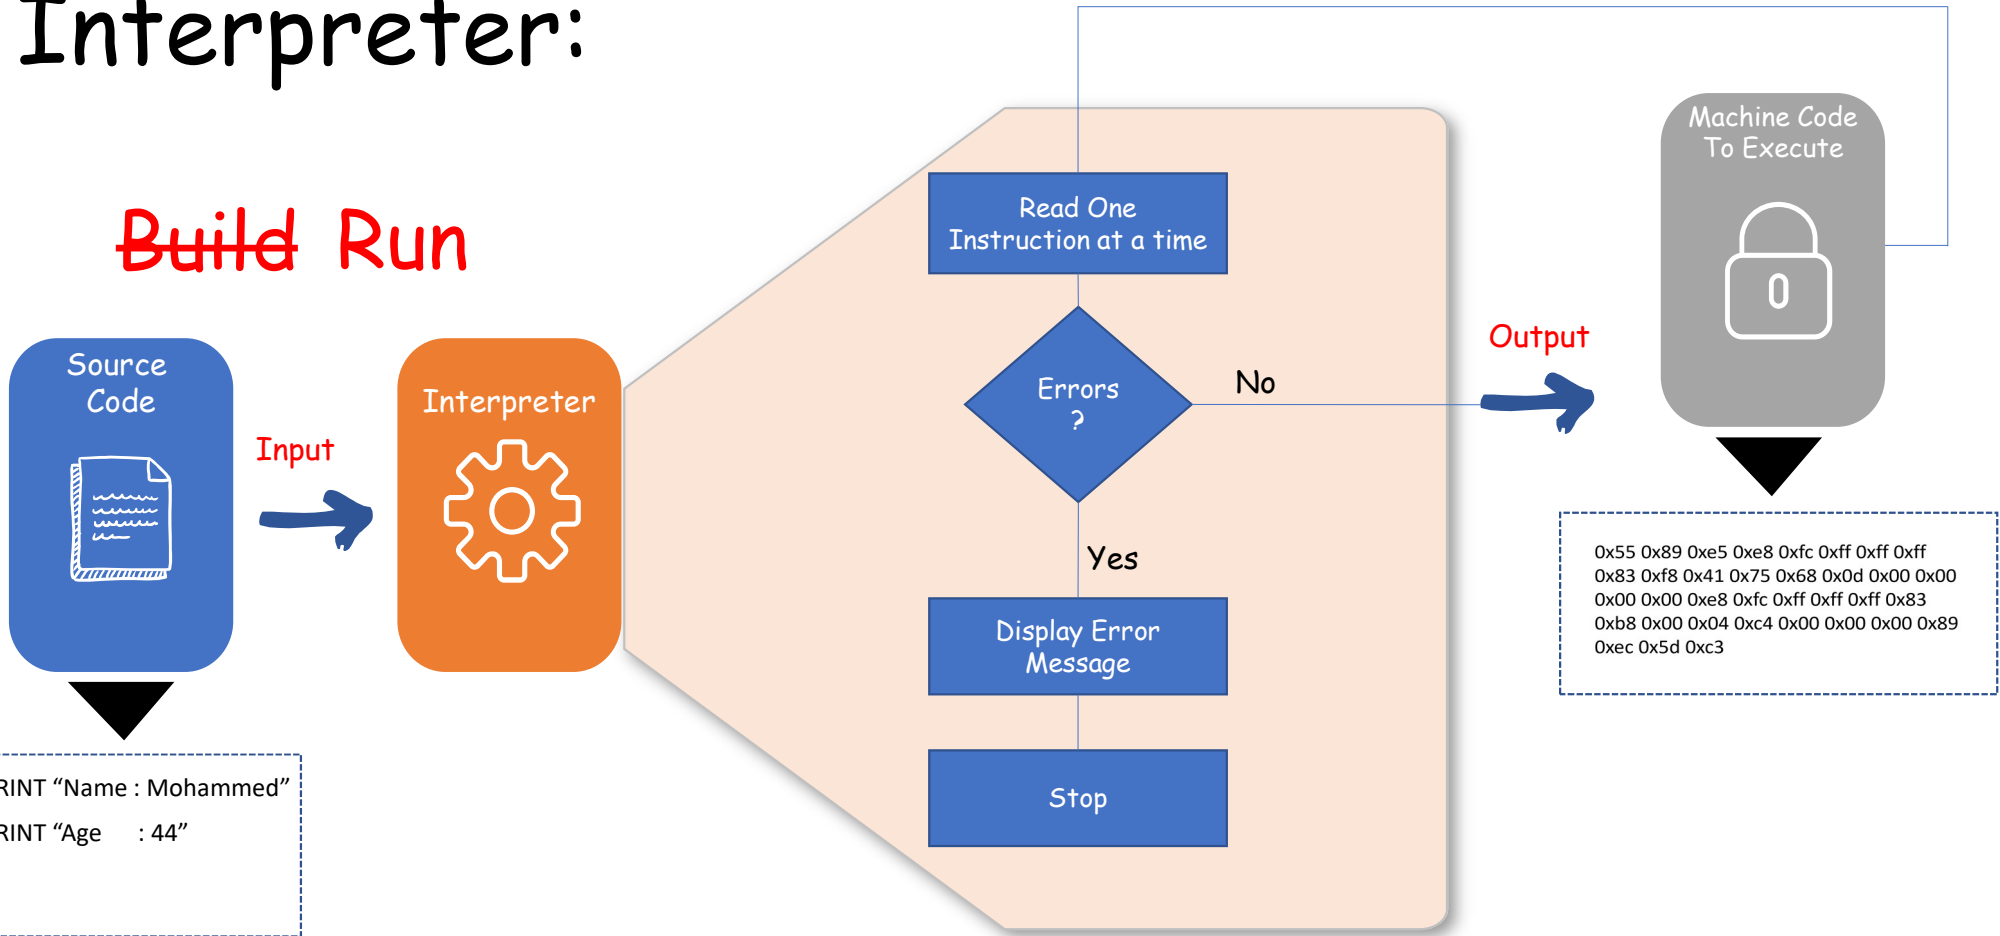 Interpreter:
Build Run
Source
Code
Input
Interpreter
Read One
Instruction at a time
Errors
?
No
Yes
Display Error
Message
Stop
Output
Machine Code
To Execute
0x55 0x89 0xe5 0xe8 0xfc 0xff 0xff 0xff
0x83 0xf8 0x41 0x75 0x68 0x0d 0x00 0x00
0x00 0x00 0xe8 0xfc 0xff 0xff 0xff 0x83
0xb8 0x00 0x04 0xc4 0x00 0x00 0x00 0x89
0xec 0x5d 0xc3
RINT “Name : Mohammed”
RINT “Age : 44”